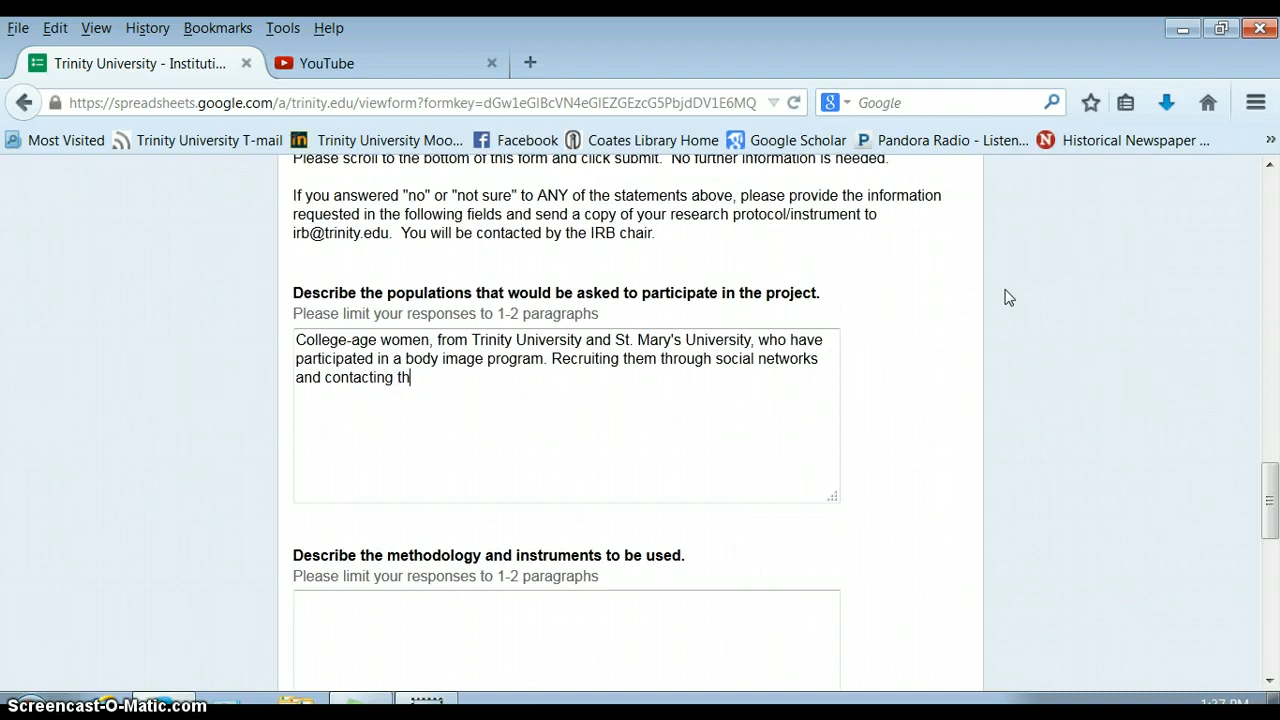 File Edit View History Bookmarks Tools Help
Trinity University - Instituti... YouTube
https://spreadsheets.google.com/a/trinity.edu/viewform?formkey=dGw1eGlBCVN4eGlEZGEzcG5PbjdDV1E6MQ Google
Most Visited Trinity University T-mail Trinity University Moo... Facebook Coates Library Home Google Scholar Pandora Radio - Listen... Historical Newspaper ... »
Please scroll to the bottom of this form and click submit. No further information is needed.
If you answered "no" or "not sure" to ANY of the statements above, please provide the information
requested in the following fields and send a copy of your research protocol/instrument to
irb@trinity.edu. You will be contacted by the IRB chair.
Describe the populations that would be asked to participate in the project.
Please limit your responses to 1-2 paragraphs
College-age women, from Trinity University and St. Mary's University, who have
participated in a body image program. Recruiting them through social networks
and contacting th
Describe the methodology and instruments to be used.
Please limit your responses to 1-2 paragraphs
Screencast-O-Matic.com